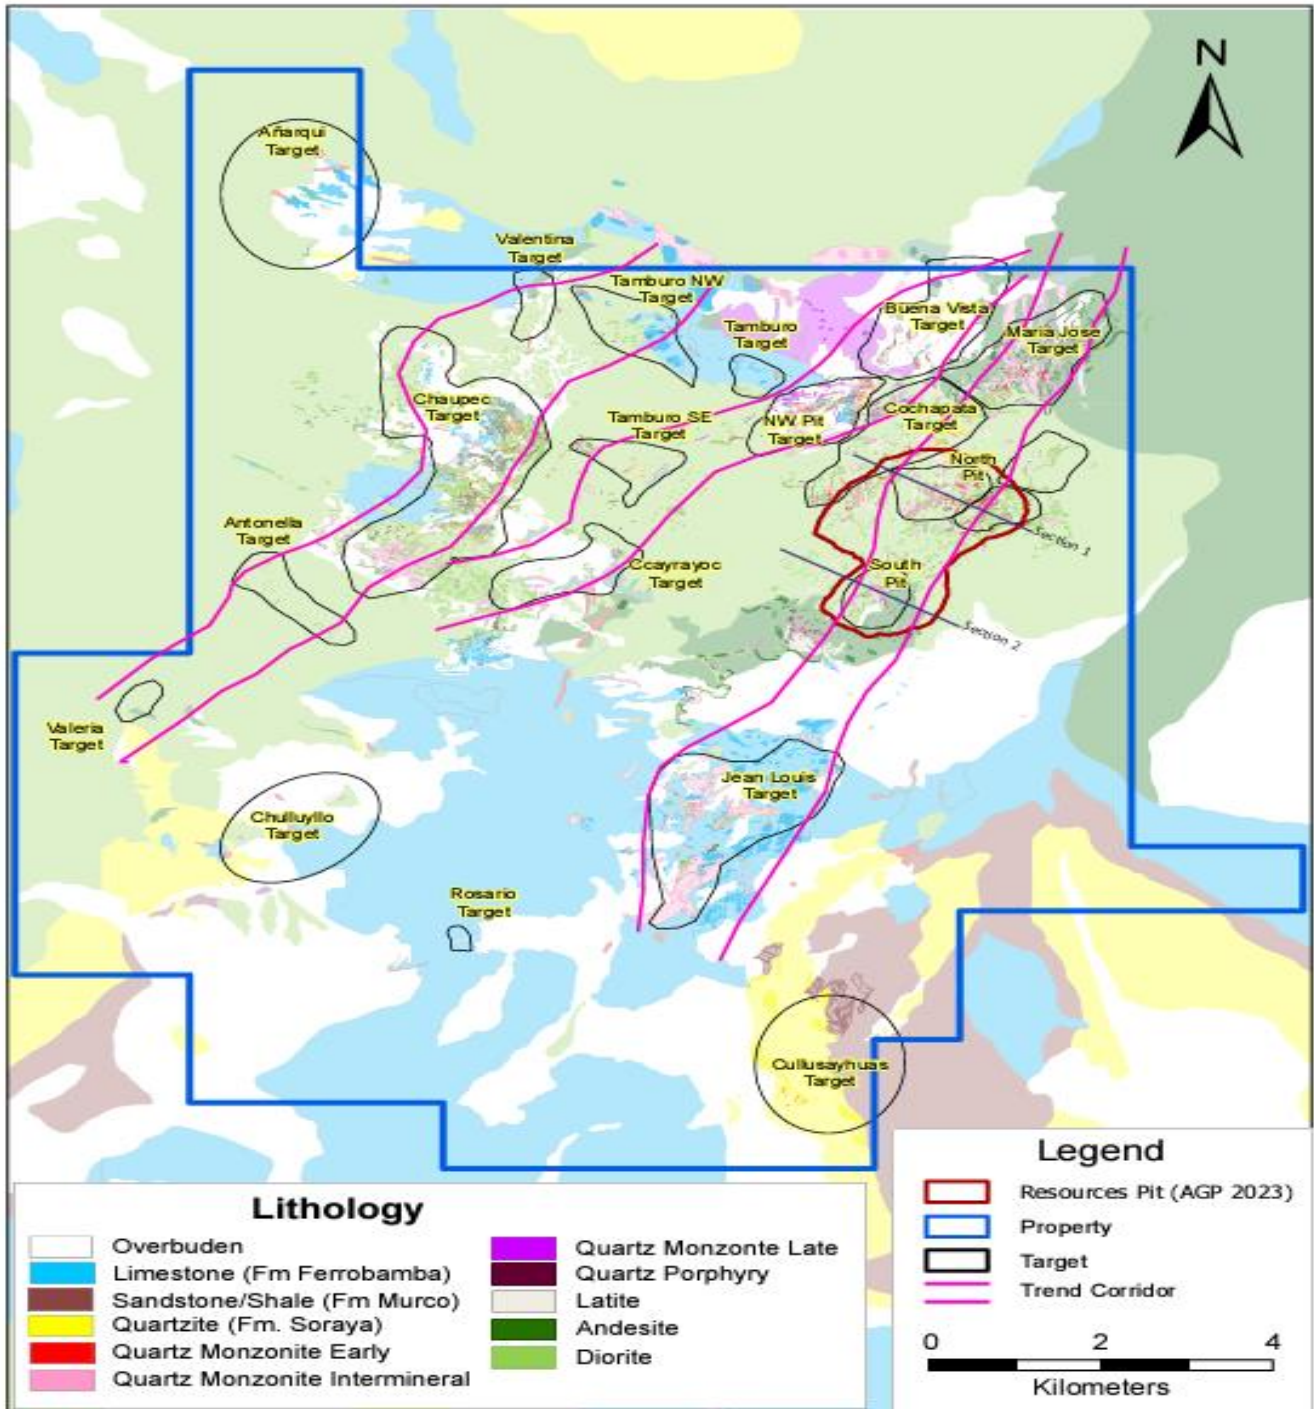 N
Añarqui
Target
Valentina
Target
Tamburo NW
Target
Tamburo
Target
Buena Vista
Target
Maria Jose
Target
Chaupec
Target
Tamburo SE
Target
NW Pit
Target
Cochapata
Target
North
Pit
Section 1
Antonella
Target
Ccayrayoc
Target
South
Pit
Section 2
Valeria
Target
Jean Louis
Target
Chulluyllo
Target
Rosario
Target
Cullusayhuas
Target
Lithology
Overbuden
Limestone (Fm Ferrobamba)
Sandstone/Shale (Fm Murco)
Quartzite (Fm. Soraya)
Quartz Monzonite Early
Quartz Monzonite Intermineral
Quartz Monzonte Late
Quartz Porphyry
Latite
Andesite
Diorite
Legend
Resources Pit (AGP 2023)
Property
Target
Trend Corridor
0 2 4
Kilometers